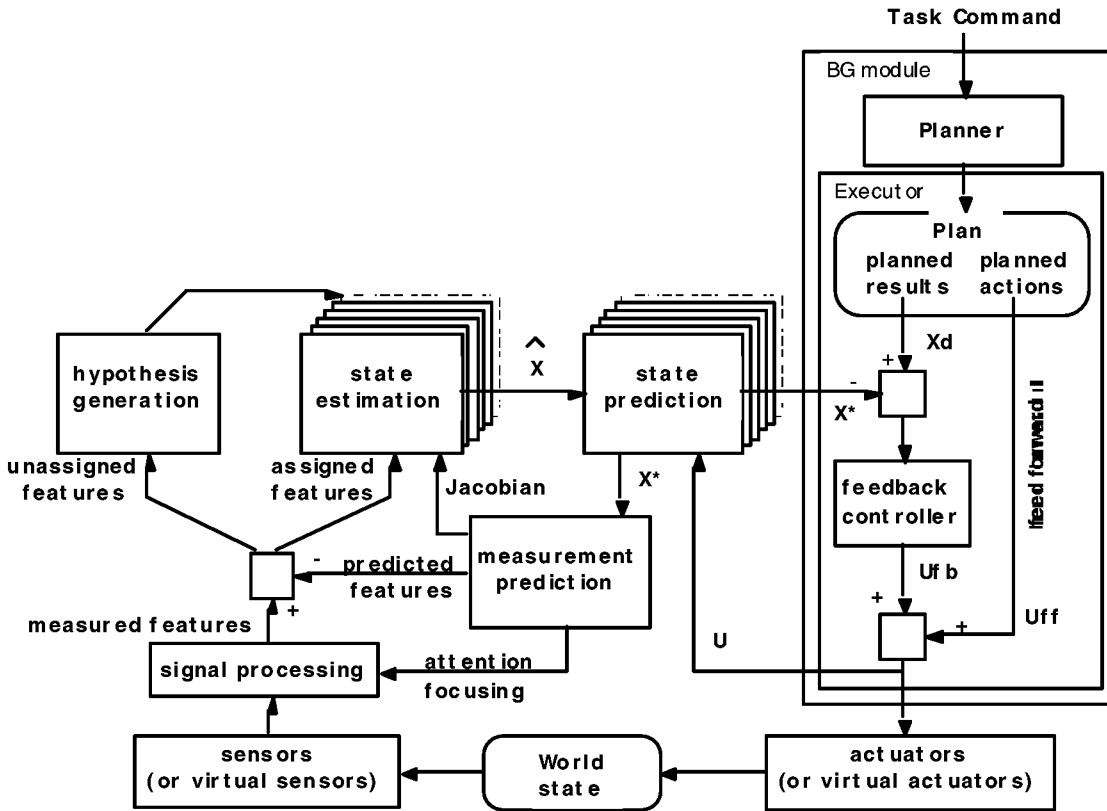 Task Command
BG module
Planner
Executor
Plan
planned results
planned actions
Xd
+
-
X*
feedback controller
Ufb
+
+
Uff
hypothesis generation
state estimation
^
X
state prediction
unassigned features
assigned features
Jacobian
X*
measurement prediction
-
predicted features
+
measured features
signal processing
attention focusing
U
sensors
(or virtual sensors)
World state
actuators
(or virtual actuators)